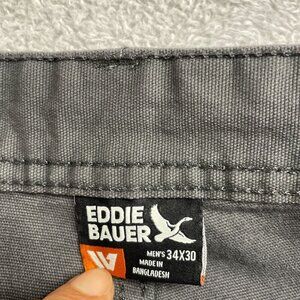 EDDIE
BAUER
MEN'S 34X30
MADE IN
BANGLADESH